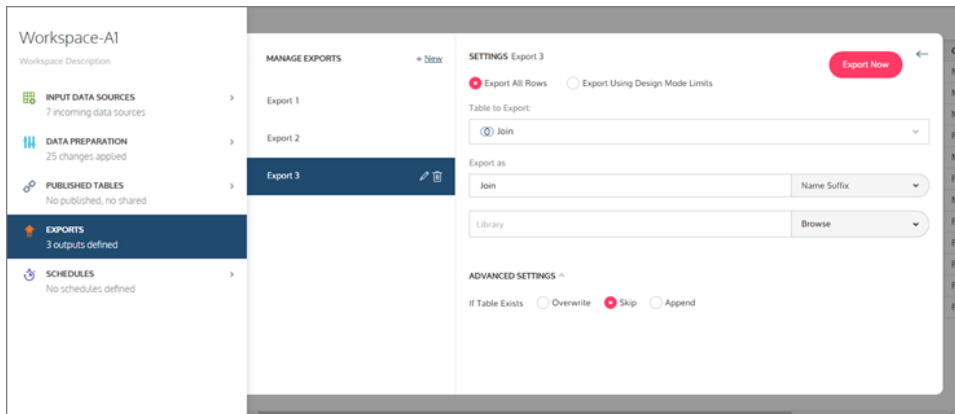 Workspace-A1
Workspace Description
INPUT DATA SOURCES
7 incoming data sources
DATA PREPARATION
25 changes applied
PUBLISHED TABLES
No published, no shared
EXPORTS
3 outputs defined
SCHEDULES
No schedules defined
MANAGE EXPORTS + New
Export 1
Export 2
Export 3
SETTINGS Export 3
Export Now
Export All Rows Export Using Design Mode Limits
Table to Export:
Join
Export as
Join Name Suffix
Library Browse
ADVANCED SETTINGS
If Table Exists Overwrite Skip Append